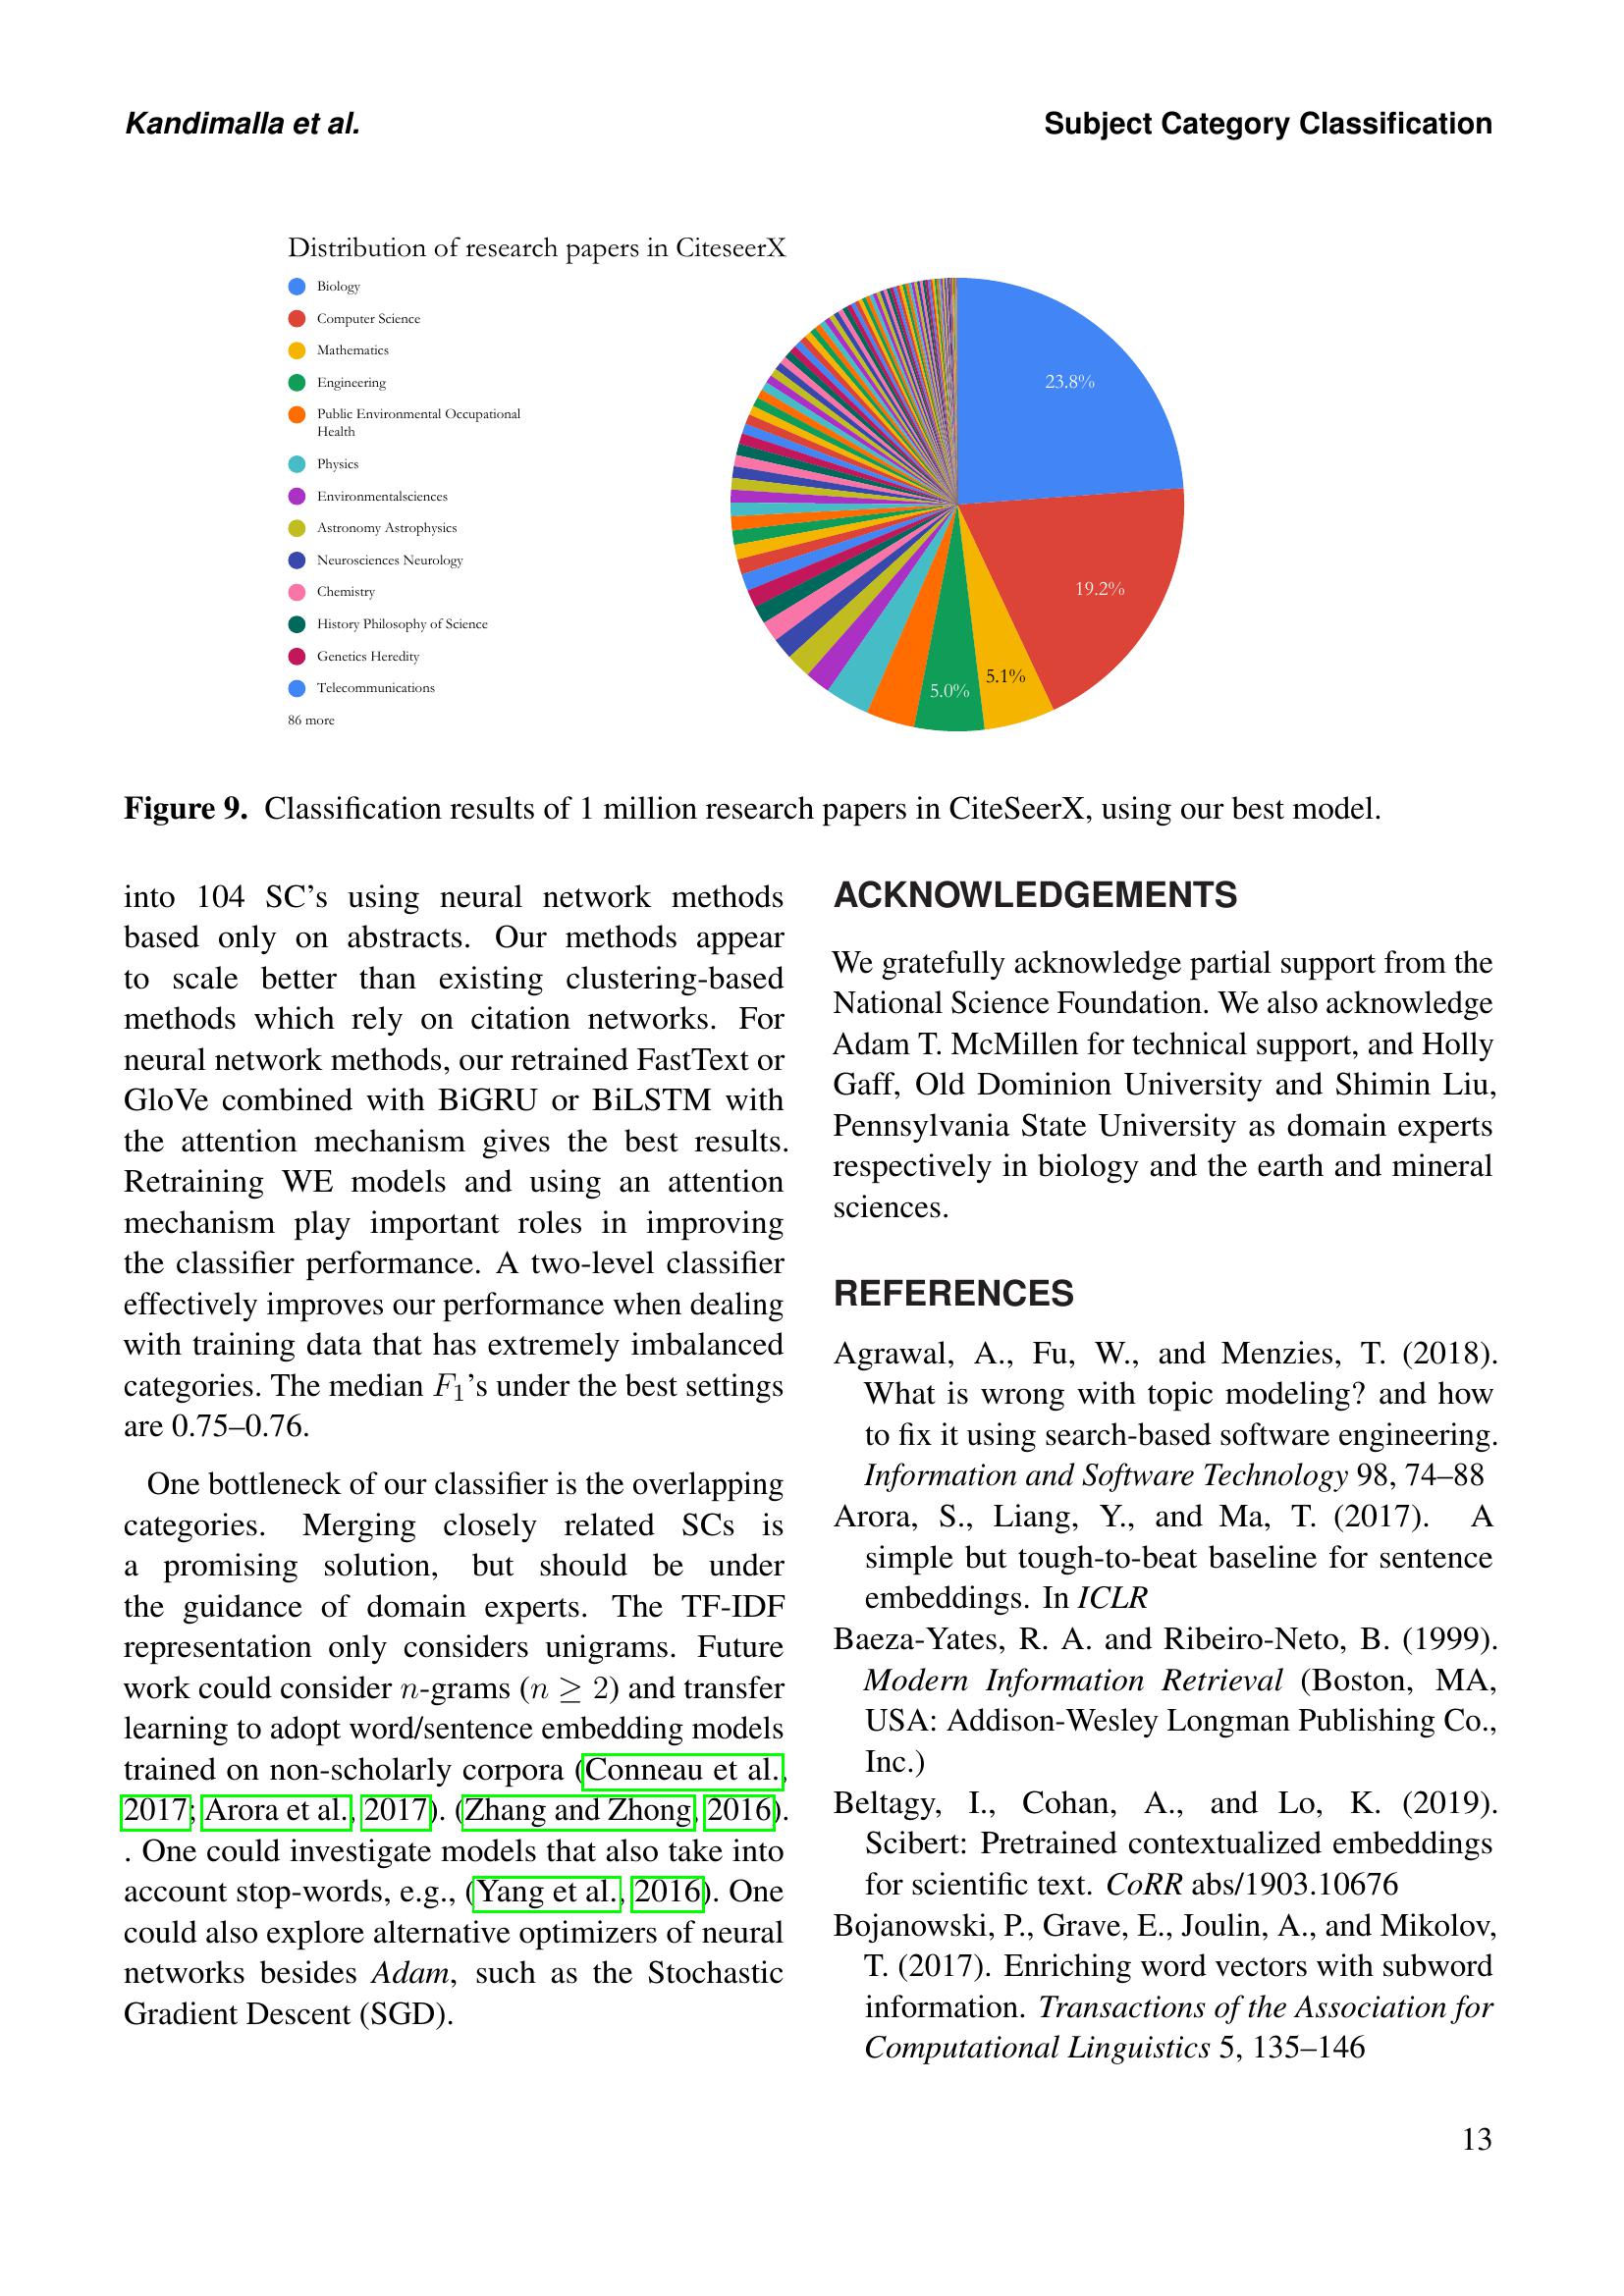 Kandimalla et al.
Subject Category Classification
Distribution of research papers in CiteseerX
Biology
Computer Science
Mathematics
Engineering
Public Environmental Occupational
Health
Physics
Environmentalsciences
Astronomy Astrophysics
Neurosciences Neurology
Chemistry
History Philosophy of Science
Genetics Heredity
Telecommunications
86 more
23.8%
19.2%
5.1%
5.0%
Figure 9. Classification results of 1 million research papers in CiteSeerX, using our best model.
into 104 SC's using neural network methods
based only on abstracts. Our methods appear
to scale better than existing clustering-based
methods which rely on citation networks. For
neural network methods, our retrained FastText or
GloVe combined with BiGRU or BiLSTM with
the attention mechanism gives the best results.
Retraining WE models and using an attention
mechanism play important roles in improving
the classifier performance. A two-level classifier
effectively improves our performance when dealing
with training data that has extremely imbalanced
categories. The median F₁'s under the best settings
are 0.75–0.76.
One bottleneck of our classifier is the overlapping
categories. Merging closely related SCs is
a promising solution, but should be under
the guidance of domain experts. The TF-IDF
representation only considers unigrams. Future
work could consider n-grams (n ≥ 2) and transfer
learning to adopt word/sentence embedding models
trained on non-scholarly corpora (Conneau et al.,
2017; Arora et al., 2017). (Zhang and Zhong, 2016).
. One could investigate models that also take into
account stop-words, e.g., (Yang et al., 2016). One
could also explore alternative optimizers of neural
networks besides Adam, such as the Stochastic
Gradient Descent (SGD).
ACKNOWLEDGEMENTS
We gratefully acknowledge partial support from the
National Science Foundation. We also acknowledge
Adam T. McMillen for technical support, and Holly
Gaff, Old Dominion University and Shimin Liu,
Pennsylvania State University as domain experts
respectively in biology and the earth and mineral
sciences.
REFERENCES
Agrawal, A., Fu, W., and Menzies, T. (2018).
What is wrong with topic modeling? and how
to fix it using search-based software engineering.
Information and Software Technology 98, 74–88
Arora, S., Liang, Y., and Ma, T. (2017). A
simple but tough-to-beat baseline for sentence
embeddings. In ICLR
Baeza-Yates, R. A. and Ribeiro-Neto, B. (1999).
Modern Information Retrieval (Boston, MA,
USA: Addison-Wesley Longman Publishing Co.,
Inc.)
Beltagy, I., Cohan, A., and Lo, K. (2019).
Scibert: Pretrained contextualized embeddings
for scientific text. CoRR abs/1903.10676
Bojanowski, P., Grave, E., Joulin, A., and Mikolov,
T. (2017). Enriching word vectors with subword
information. Transactions of the Association for
Computational Linguistics 5, 135–146
13